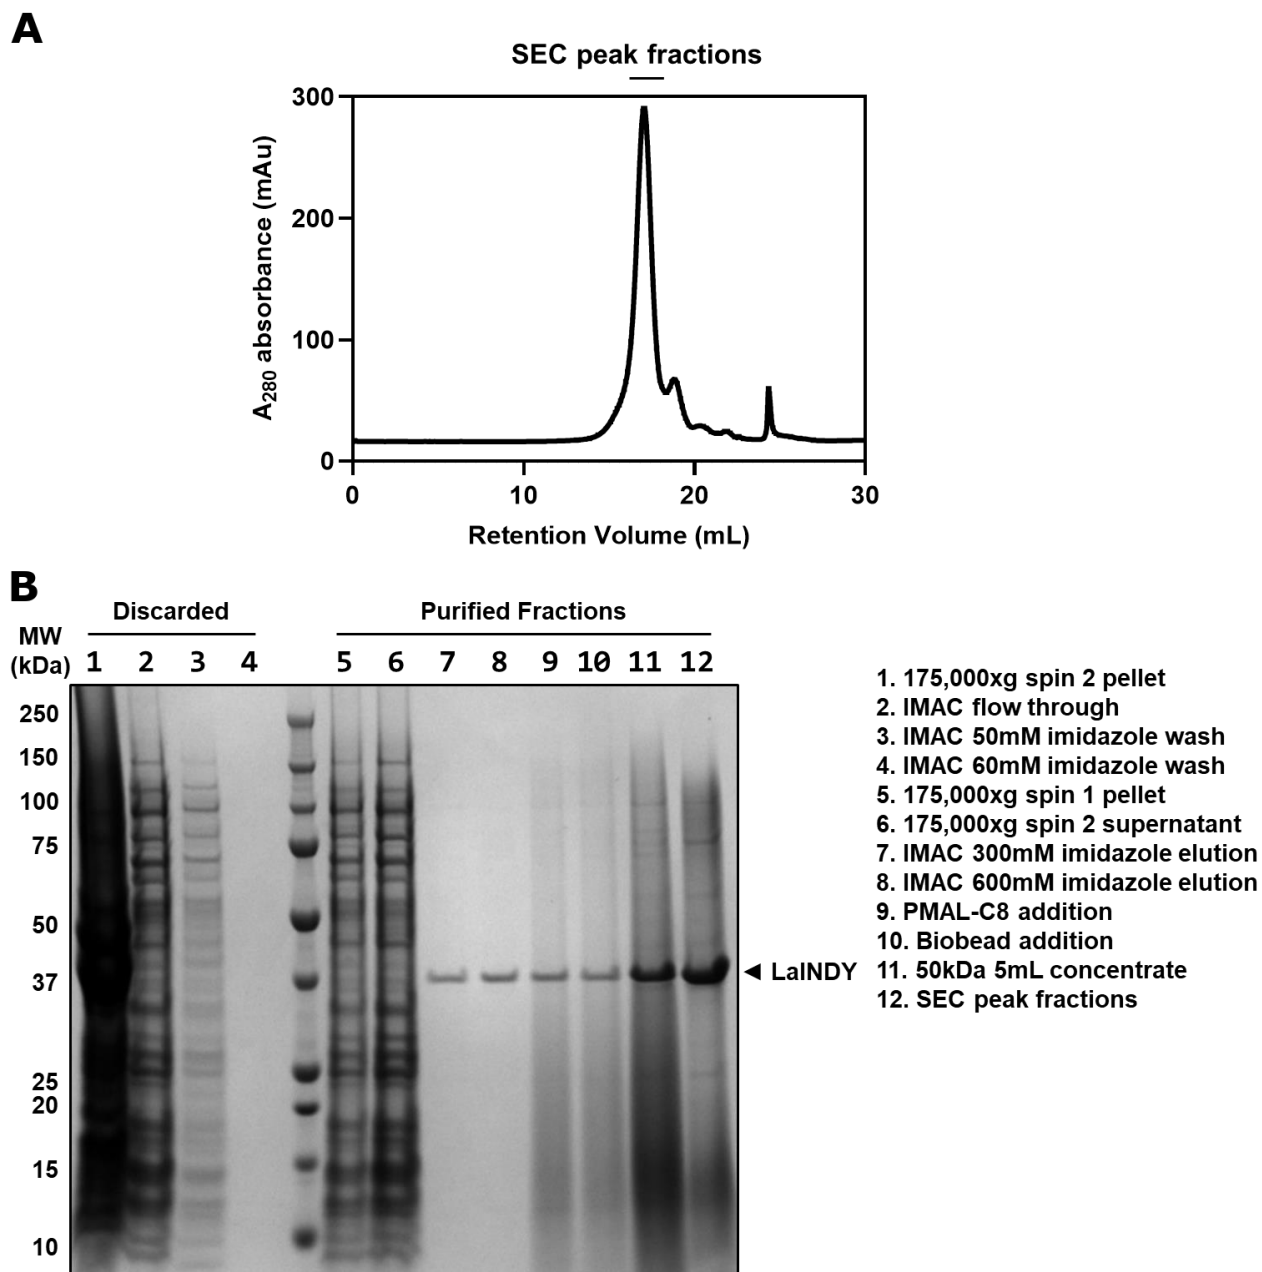 A
SEC peak fractions
300
200
100
0
A280 absorbance (mAu)
0 10 20 30
Retention Volume (mL)
B
Discarded
Purified Fractions
MW
(kDa)
1 2 3 4 5 6 7 8 9 10 11 12
250
150
100
75
50
37
25
20
15
10
LaINDY
1. 175,000xg spin 2 pellet
2. IMAC flow through
3. IMAC 50mM imidazole wash
4. IMAC 60mM imidazole wash
5. 175,000xg spin 1 pellet
6. 175,000xg spin 2 supernatant
7. IMAC 300mM imidazole elution
8. IMAC 600mM imidazole elution
9. PMAL-C8 addition
10. Biobead addition
11. 50kDa 5mL concentrate
12. SEC peak fractions